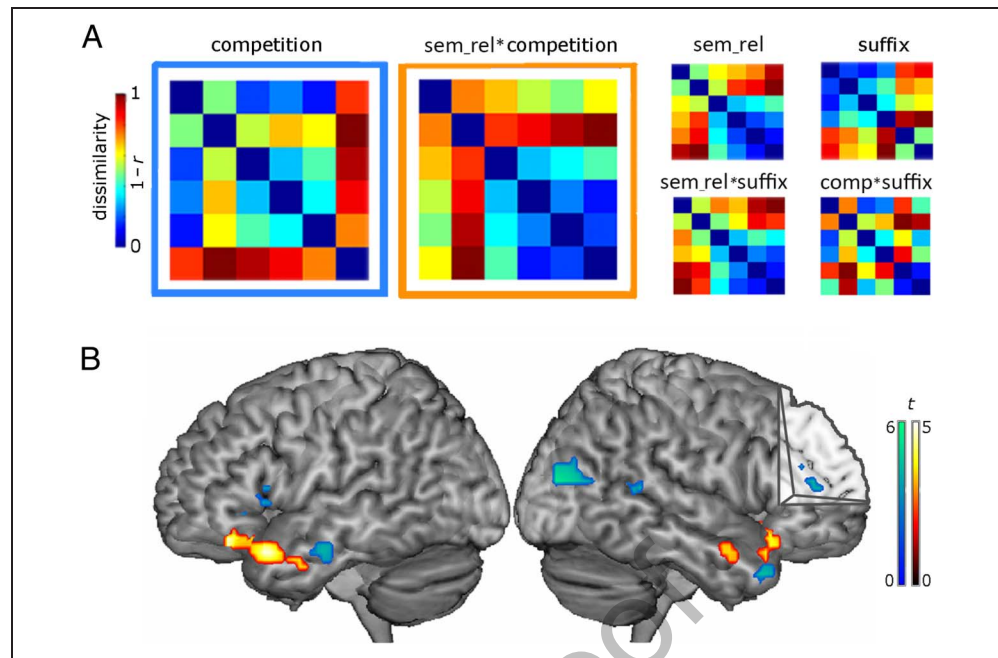 A
competition
sem_rel*competition
sem_rel
suffix
1
dissimilarity
1 - r
0
sem_rel*suffix
comp*suffix
B
t
6 5
0 0